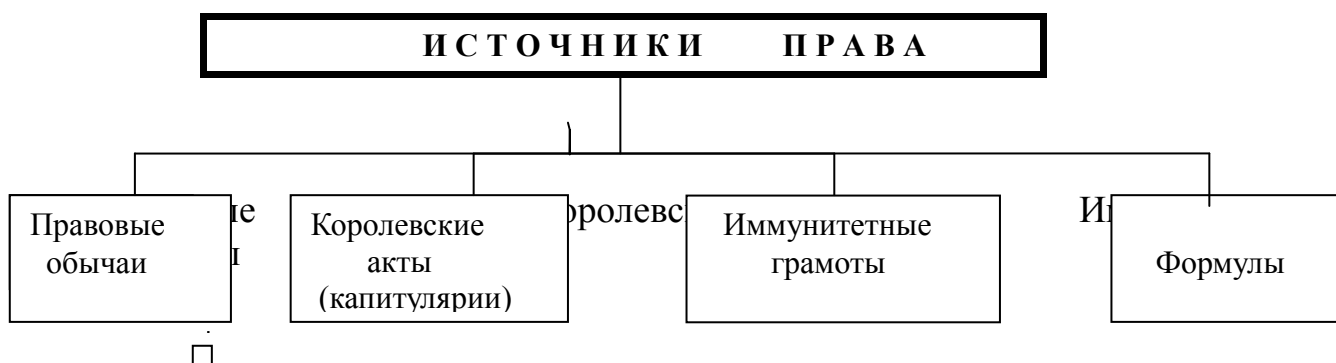 ИСТОЧНИКИ ПРАВА
Правовые
обычаи
Королевские
акты
(капитулярии)
Иммунитетные
грамоты
Формулы